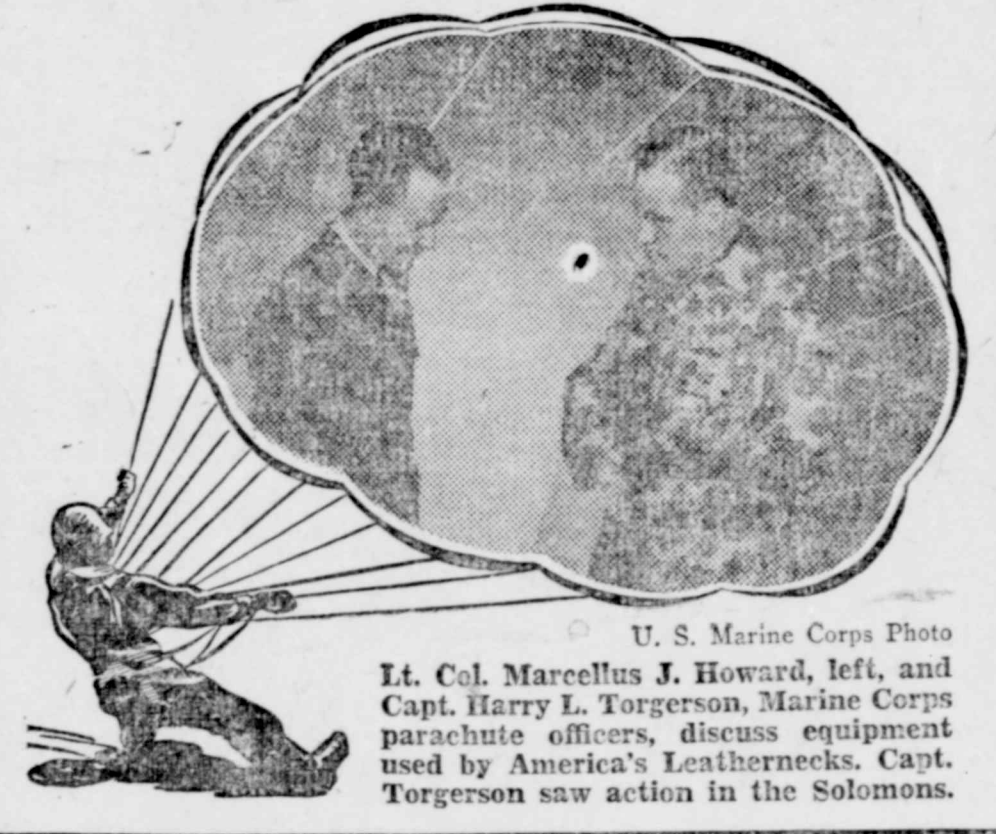 U. S. Marine Corps Photo
Lt. Col. Marcellus J. Howard, left, and
Capt. Harry L. Torgerson, Marine Corps
parachute officers, discuss equipment
used by America's Leathernecks. Capt.
Torgerson saw action in the Solomons.